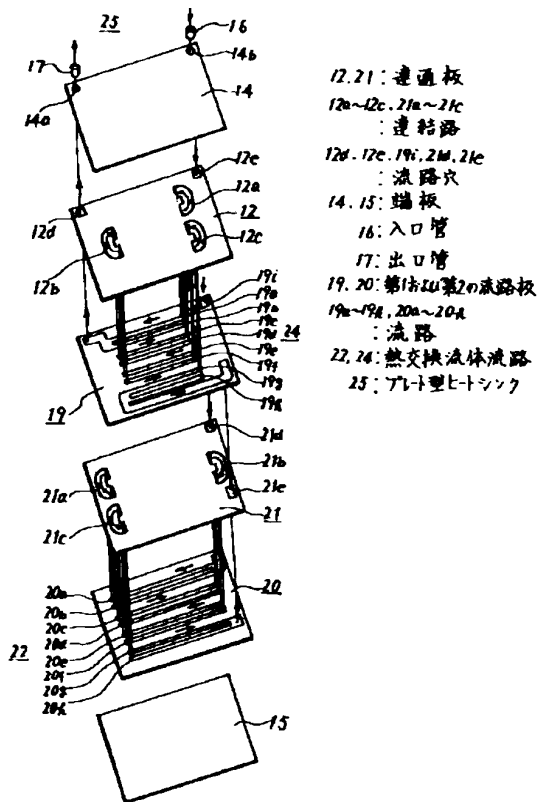 25
16
17
14b
14
14a
12e
12a
12
12d
12c
12b
19i
19a
19c
24
19d
19e
19f
19g
19h
19
21d
21b
21a
21e
21c
21
20a
20
20b
20c
20d
22
20e
20f
20g
20h
15
12,21：連通板
12a~12c,21a~21c
：連結路
12d,12e,19i,21d,21e
：流路穴
14,15：端板
16：入口管
17：出口管
19,20：第1および第2の流路板
19a~19h,20a~20h
：流路
22,24：熱交換流体流路
25：プレート型ヒートシンク